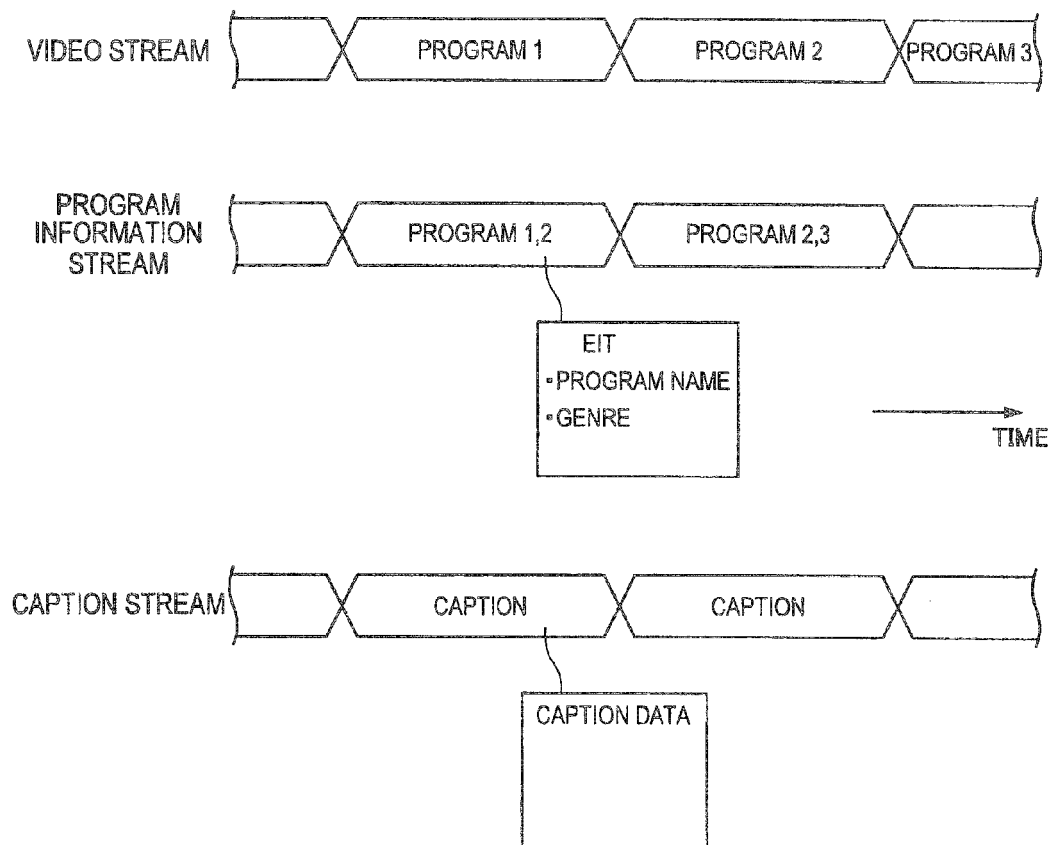 VIDEO STREAM
PROGRAM 1
PROGRAM 2
PROGRAM 3
PROGRAM
INFORMATION
STREAM
PROGRAM 1,2
PROGRAM 2,3
EIT
▪PROGRAM NAME
▪GENRE
TIME
CAPTION STREAM
CAPTION
CAPTION
CAPTION DATA